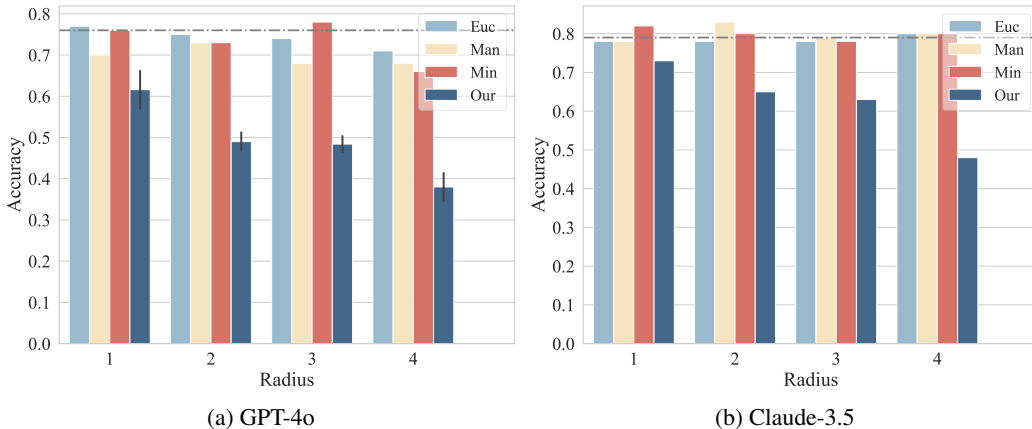 0.8
0.7
0.6
0.5
0.4
0.3
0.2
0.1
0.0
Accuracy
1 2 3 4
Radius
Euc
Man
Min
Our
(a) GPT-4o
0.8
0.7
0.6
0.5
0.4
0.3
0.2
0.1
0.0
Accuracy
1 2 3 4
Radius
Euc
Man
Min
Our
(b) Claude-3.5